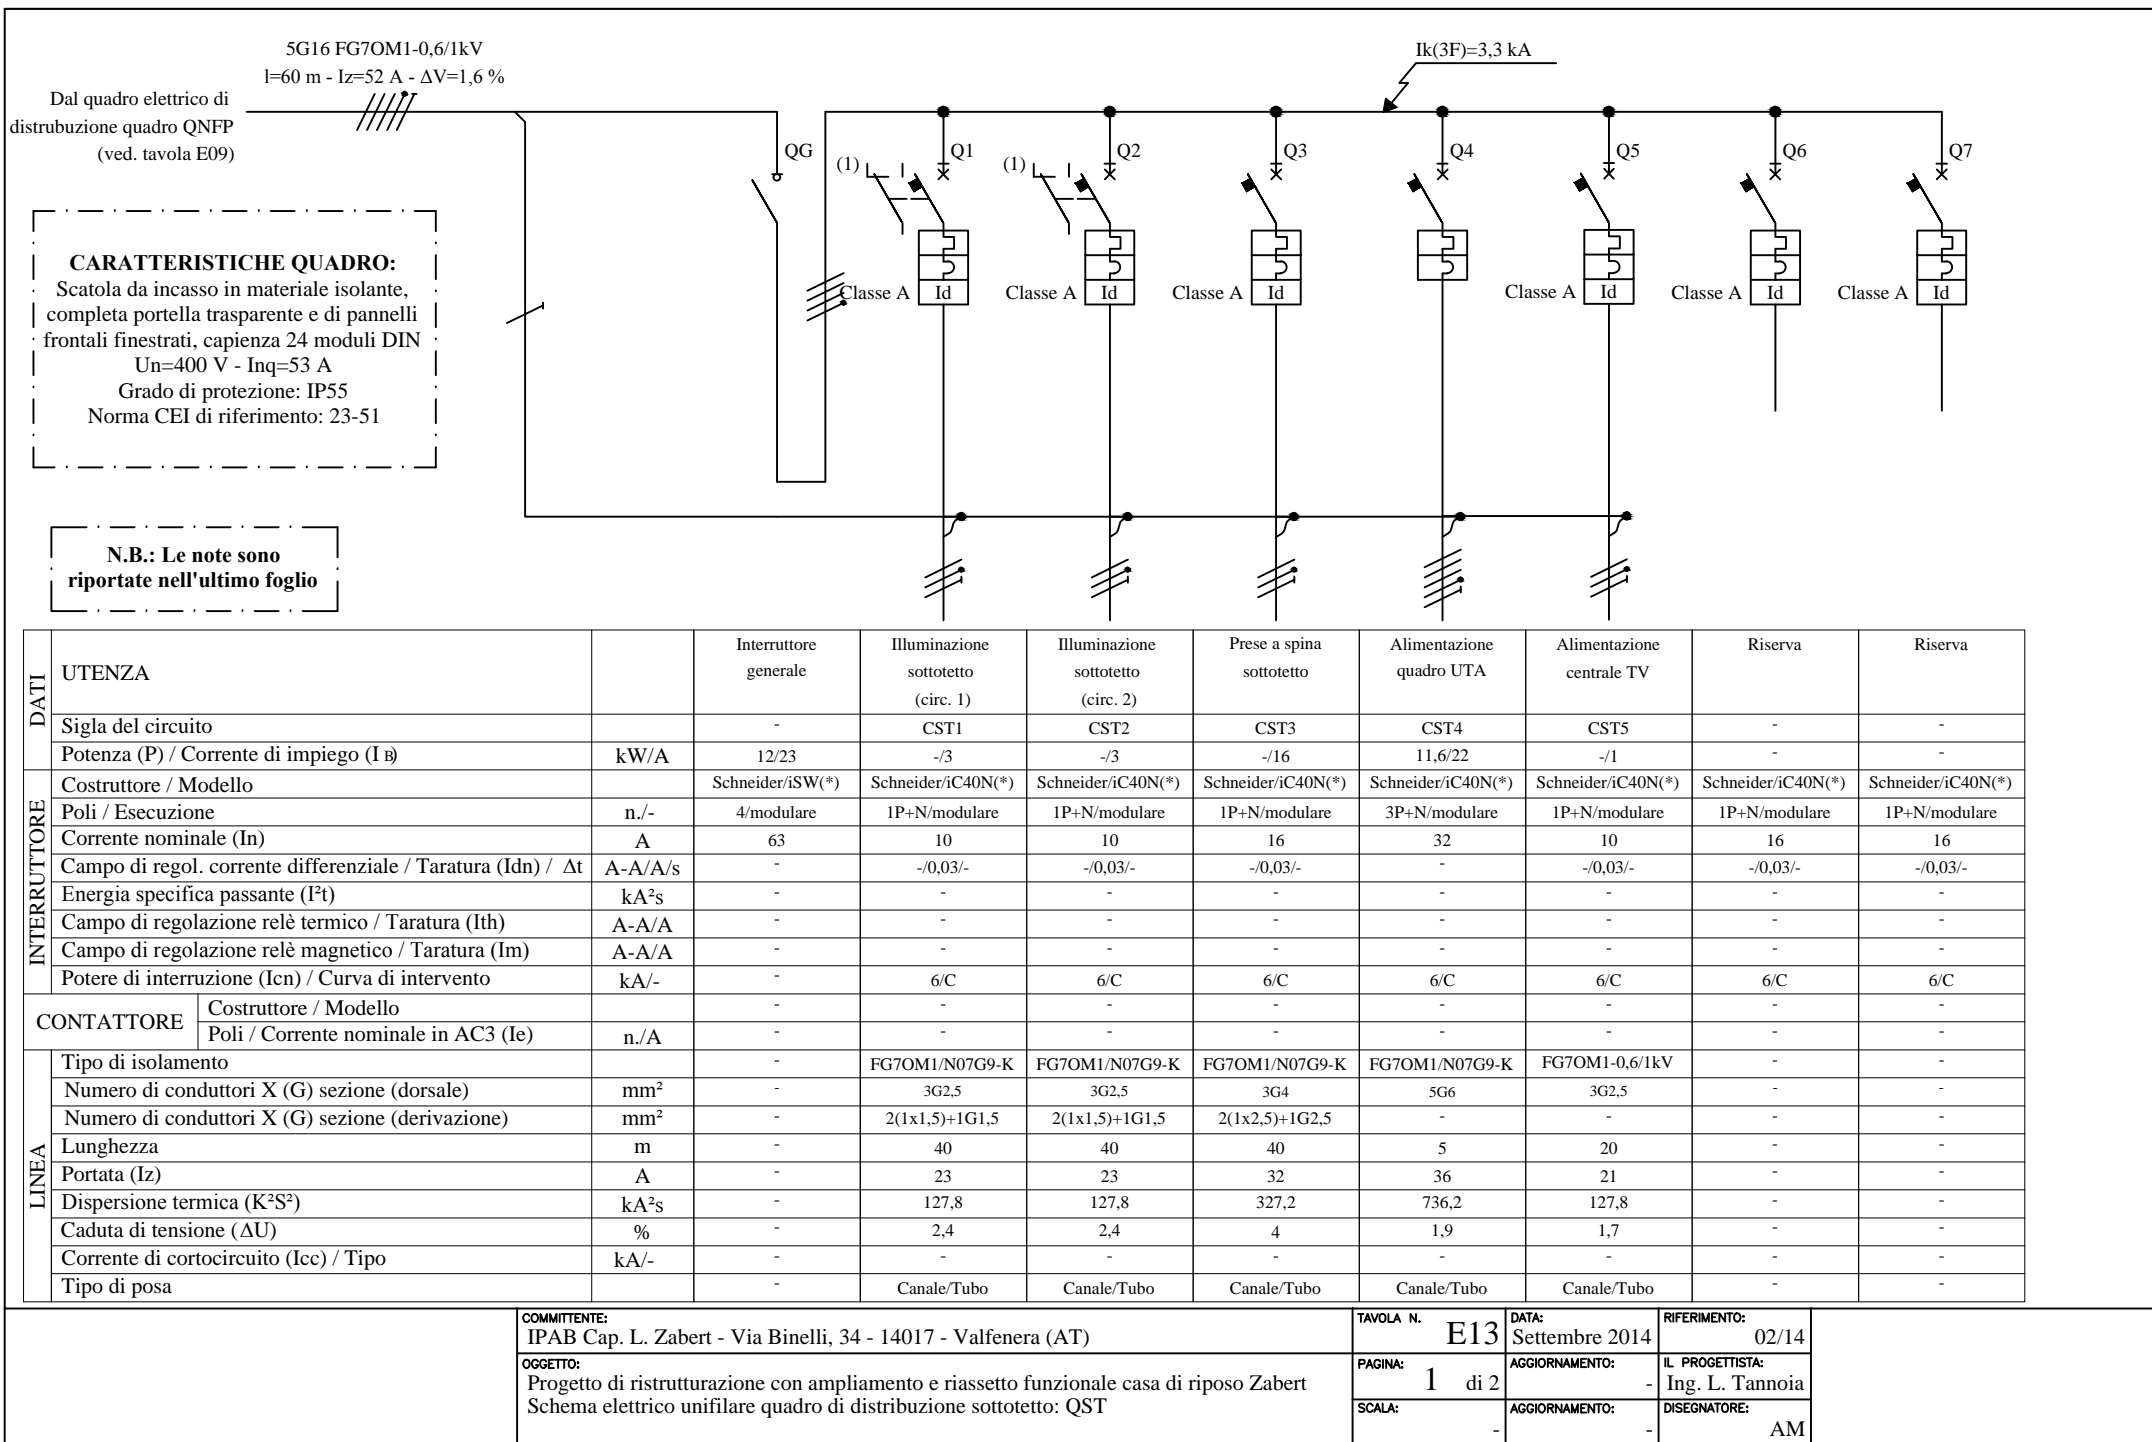 5G16 FG7OM1-0,6/1kV
l=60 m - Iz=52 A - ΔV=1,6 %
Dal quadro elettrico di
distrubuzione quadro QNFP
(ved. tavola E09)
Ik(3F)=3,3 kA
QG
(1) Q1
(1) Q2
Q3
Q4
Q5
Q6
Q7
Classe A Id
Classe A Id
Classe A Id
Classe A Id
Classe A Id
Classe A Id
CARATTERISTICHE QUADRO:
Scatola da incasso in materiale isolante,
completa portella trasparente e di pannelli
frontali finestrati, capienza 24 moduli DIN
Un=400 V - Inq=53 A
Grado di protezione: IP55
Norma CEI di riferimento: 23-51
N.B.: Le note sono
riportate nell'ultimo foglio
DATI
UTENZA
Interruttore
generale
Illuminazione
sottotetto
(circ. 1)
Illuminazione
sottotetto
(circ. 2)
Prese a spina
sottotetto
Alimentazione
quadro UTA
Alimentazione
centrale TV
Riserva
Riserva
Sigla del circuito - CST1 CST2 CST3 CST4 CST5 - -
Potenza (P) / Corrente di impiego (I B) kW/A 12/23 -/3 -/3 -/16 11,6/22 -/1 - -
INTERRUTTORE
Costruttore / Modello Schneider/iSW(*) Schneider/iC40N(*) Schneider/iC40N(*) Schneider/iC40N(*) Schneider/iC40N(*) Schneider/iC40N(*) Schneider/iC40N(*) Schneider/iC40N(*)
Poli / Esecuzione n./- 4/modulare 1P+N/modulare 1P+N/modulare 1P+N/modulare 3P+N/modulare 1P+N/modulare 1P+N/modulare 1P+N/modulare
Corrente nominale (In) A 63 10 10 16 32 10 16 16
Campo di regol. corrente differenziale / Taratura (Idn) / Δt A-A/A/s - -/0,03/- -/0,03/- -/0,03/- - -/0,03/- -/0,03/- -/0,03/-
Energia specifica passante (I²t) kA²s - - - - - - - -
Campo di regolazione relè termico / Taratura (Ith) A-A/A - - - - - - - -
Campo di regolazione relè magnetico / Taratura (Im) A-A/A - - - - - - - -
Potere di interruzione (Icn) / Curva di intervento kA/- - 6/C 6/C 6/C 6/C 6/C 6/C 6/C
CONTATTORE
Costruttore / Modello - - - - - - - -
Poli / Corrente nominale in AC3 (Ie) n./A - - - - - - - -
LINEA
Tipo di isolamento - FG7OM1/N07G9-K FG7OM1/N07G9-K FG7OM1/N07G9-K FG7OM1/N07G9-K FG7OM1-0,6/1kV - -
Numero di conduttori X (G) sezione (dorsale) mm² - 3G2,5 3G2,5 3G4 5G6 3G2,5 - -
Numero di conduttori X (G) sezione (derivazione) mm² - 2(1x1,5)+1G1,5 2(1x1,5)+1G1,5 2(1x2,5)+1G2,5 - - - -
Lunghezza m - 40 40 40 5 20 - -
Portata (Iz) A - 23 23 32 36 21 - -
Dispersione termica (K²S²) kA²s - 127,8 127,8 327,2 736,2 127,8 - -
Caduta di tensione (ΔU) % - 2,4 2,4 4 1,9 1,7 - -
Corrente di cortocircuito (Icc) / Tipo kA/- - - - - - - - -
Tipo di posa - Canale/Tubo Canale/Tubo Canale/Tubo Canale/Tubo Canale/Tubo - -
COMMITTENTE:
IPAB Cap. L. Zabert - Via Binelli, 34 - 14017 - Valfenera (AT)
TAVOLA N. E13
DATA:
Settembre 2014
RIFERIMENTO:
02/14
OGGETTO:
Progetto di ristrutturazione con ampliamento e riassetto funzionale casa di riposo Zabert
Schema elettrico unifilare quadro di distribuzione sottotetto: QST
PAGINA: 1 di 2
AGGIORNAMENTO:
-
IL PROGETTISTA:
Ing. L. Tannoia
SCALA:
-
AGGIORNAMENTO:
-
DISEGNATORE:
AM